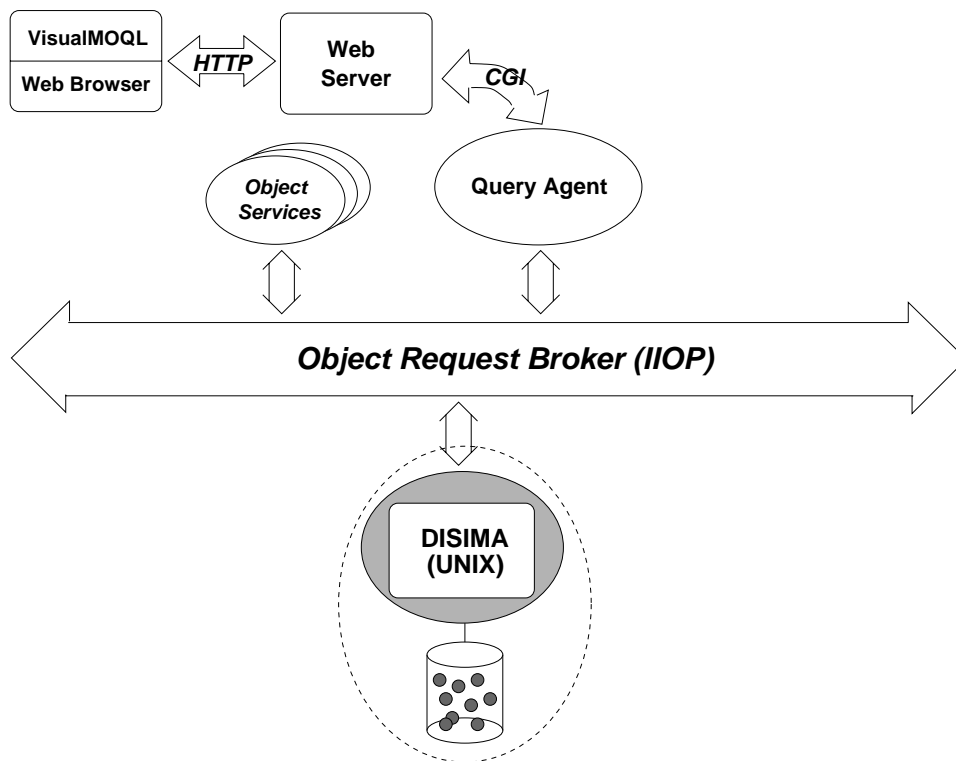 VisualMOQL
Web Browser
HTTP
Web
Server
CGI
Object
Services
Query Agent
Object Request Broker (IIOP)
DISIMA
(UNIX)